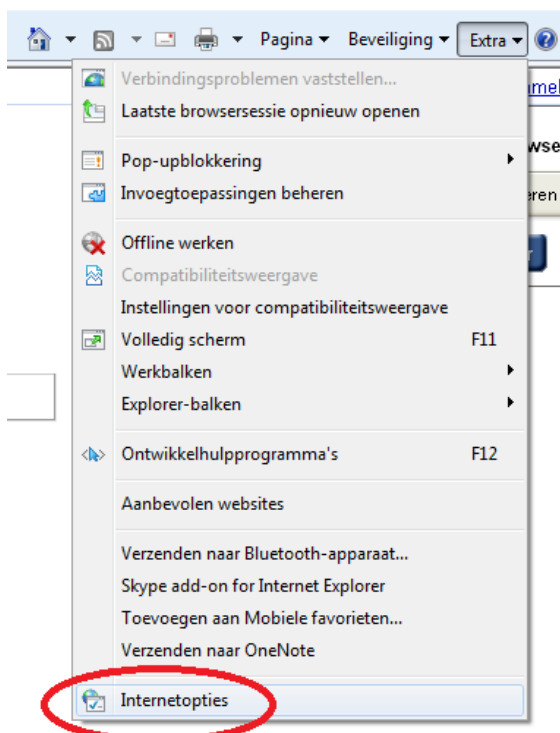 Pagina Beveiliging Extra
Verbindingsproblemen vaststellen...
Laatste browsersessie opnieuw openen
Pop-upblokkering
Invoegtoepassingen beheren
Offline werken
Compatibiliteitsweergave
Instellingen voor compatibiliteitsweergave
Volledig scherm F11
Werkbalken
Explorer-balken
Ontwikkelhulpprogramma's F12
Aanbevolen websites
Verzenden naar Bluetooth-apparaat...
Skype add-on for Internet Explorer
Toevoegen aan Mobiele favorieten...
Verzenden naar OneNote
Internetopties